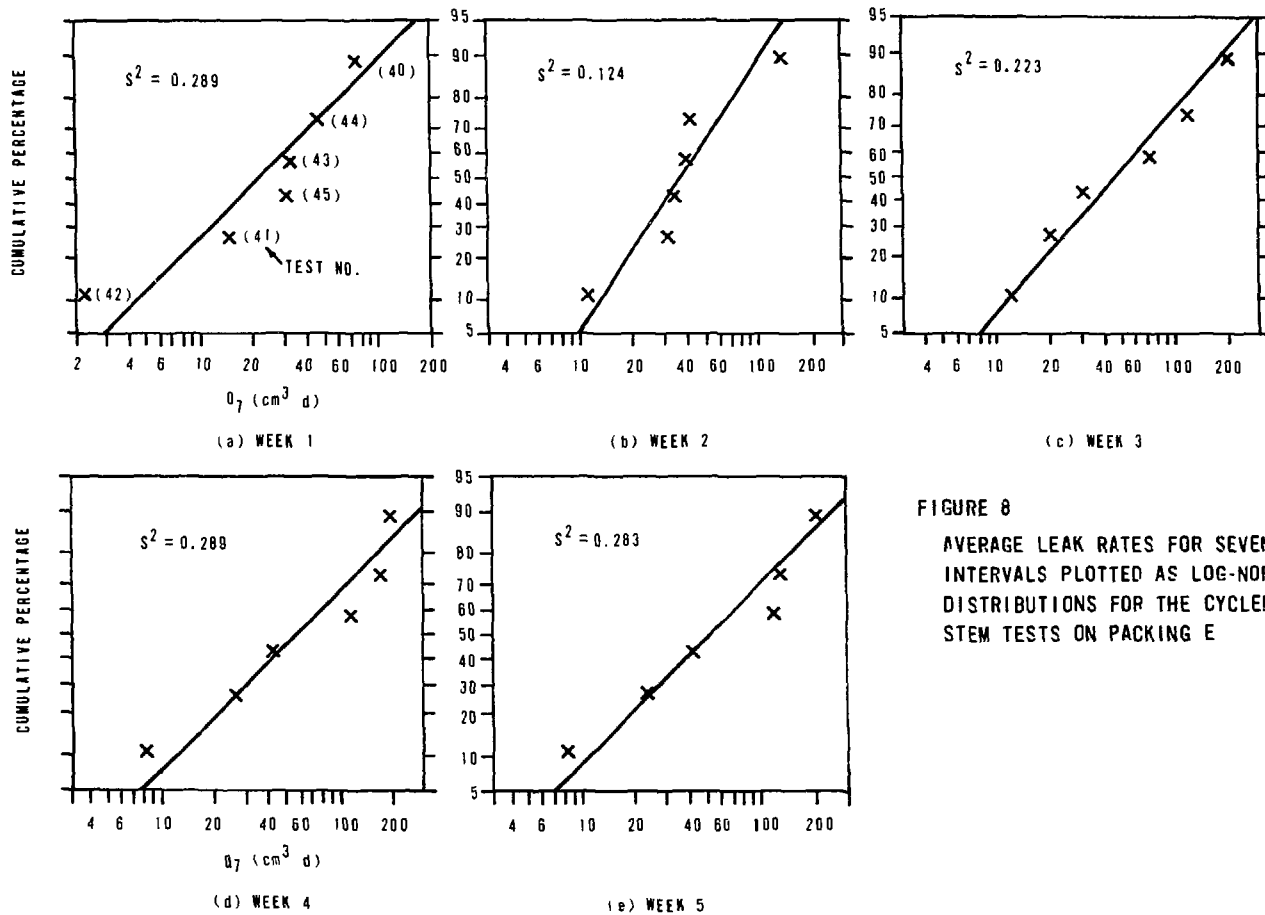 CUMULATIVE PERCENTAGE
S² = 0.289
(40)
(44)
(43)
(45)
(41)
TEST NO.
(42)
2 4 6 10 20 40 60 100 200
Q7 (cm³ d)
(a) WEEK 1
95
90
80
70
60
50
40
30
20
10
5
S² = 0.124
4 6 10 20 40 60 100 200
(b) WEEK 2
95
90
80
70
60
50
40
30
20
10
5
S² = 0.223
4 6 10 20 40 60 100 200
(c) WEEK 3
CUMULATIVE PERCENTAGE
S² = 0.289
4 6 10 20 40 60 100 200
Q7 (cm³ d)
(d) WEEK 4
95
90
80
70
60
50
40
30
20
10
5
S² = 0.283
4 6 10 20 40 60 100 200
(e) WEEK 5
FIGURE 8
AVERAGE LEAK RATES FOR SEVEN
INTERVALS PLOTTED AS LOG-NOR
DISTRIBUTIONS FOR THE CYCLE
STEM TESTS ON PACKING E